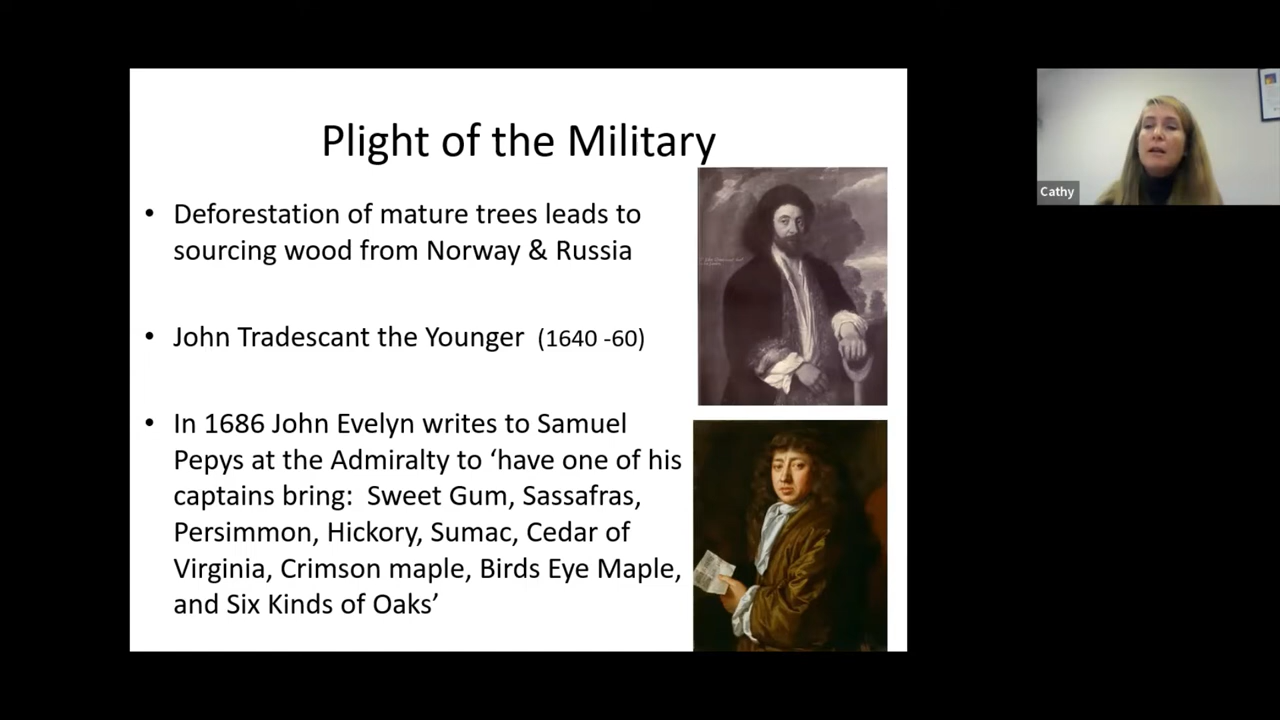 Plight of the Military
• Deforestation of mature trees leads to
sourcing wood from Norway & Russia
• John Tradescant the Younger (1640 -60)
• In 1686 John Evelyn writes to Samuel
Pepys at the Admiralty to ‘have one of his
captains bring: Sweet Gum, Sassafras,
Persimmon, Hickory, Sumac, Cedar of
Virginia, Crimson maple, Birds Eye Maple,
and Six Kinds of Oaks’
Cathy